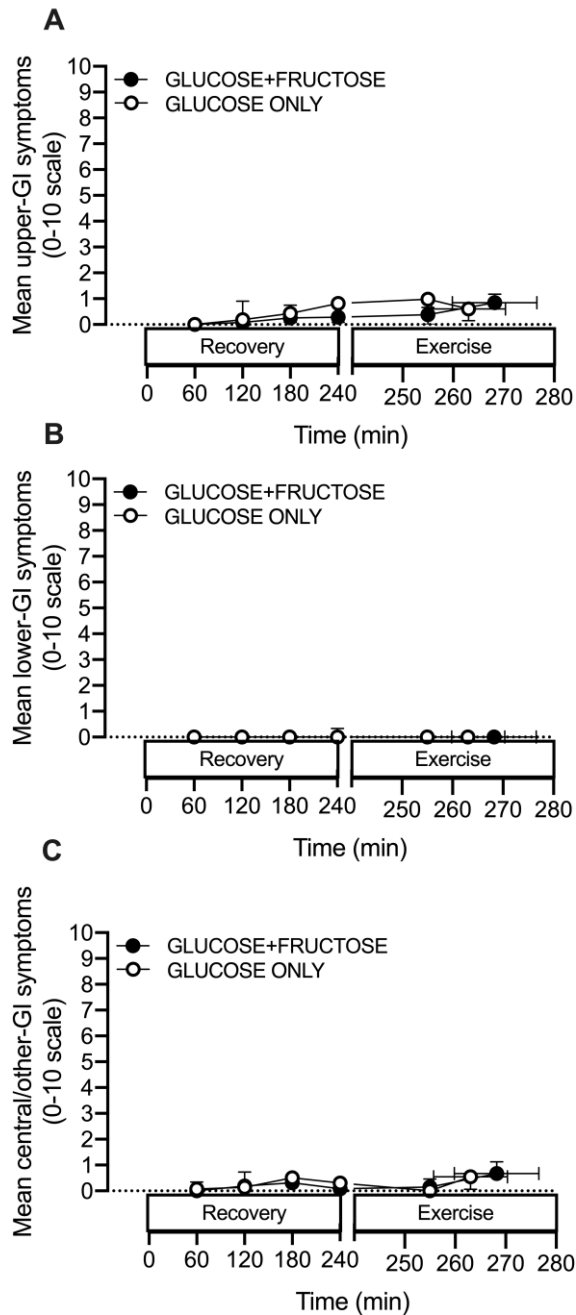 A
10
9
8
7
6
5
4
3
2
1
0
Mean upper-GI symptoms
(0-10 scale)
GLUCOSE+FRUCTOSE
GLUCOSE ONLY
Recovery
Exercise
0 60 120 180 240 250 260 270 280
Time (min)
B
10
9
8
7
6
5
4
3
2
1
0
Mean lower-GI symptoms
(0-10 scale)
GLUCOSE+FRUCTOSE
GLUCOSE ONLY
Recovery
Exercise
0 60 120 180 240 250 260 270 280
Time (min)
C
10
9
8
7
6
5
4
3
2
1
0
Mean central/other-GI symptoms
(0-10 scale)
GLUCOSE+FRUCTOSE
GLUCOSE ONLY
Recovery
Exercise
0 60 120 180 240 250 260 270 280
Time (min)